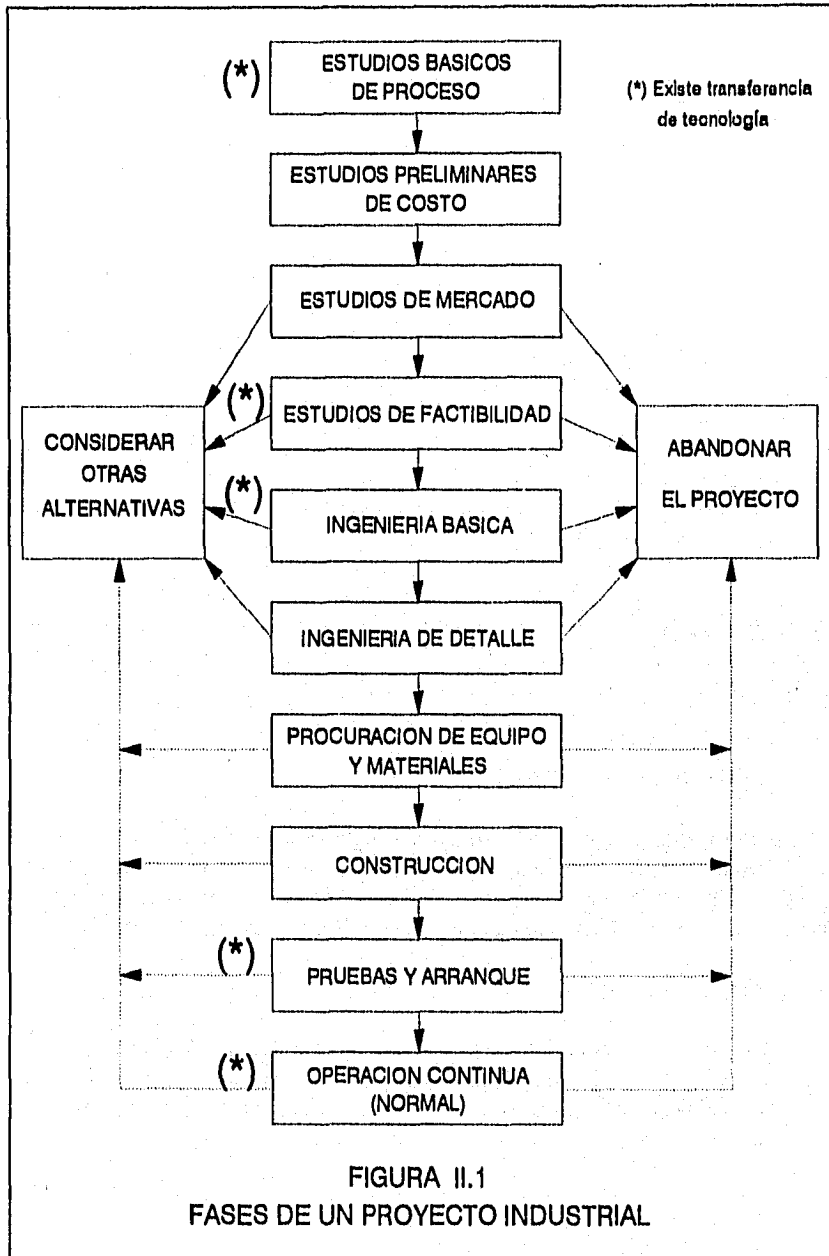 (*)
ESTUDIOS BASICOS
DE PROCESO
(*) Existe transferencia
de tecnología
ESTUDIOS PRELIMINARES
DE COSTO
ESTUDIOS DE MERCADO
(*)
ESTUDIOS DE FACTIBILIDAD
CONSIDERAR
OTRAS
ALTERNATIVAS
ABANDONAR
EL PROYECTO
(*)
INGENIERIA BASICA
INGENIERIA DE DETALLE
PROCURACION DE EQUIPO
Y MATERIALES
CONSTRUCCION
(*)
PRUEBAS Y ARRANQUE
(*)
OPERACION CONTINUA
(NORMAL)
FIGURA II.1
FASES DE UN PROYECTO INDUSTRIAL